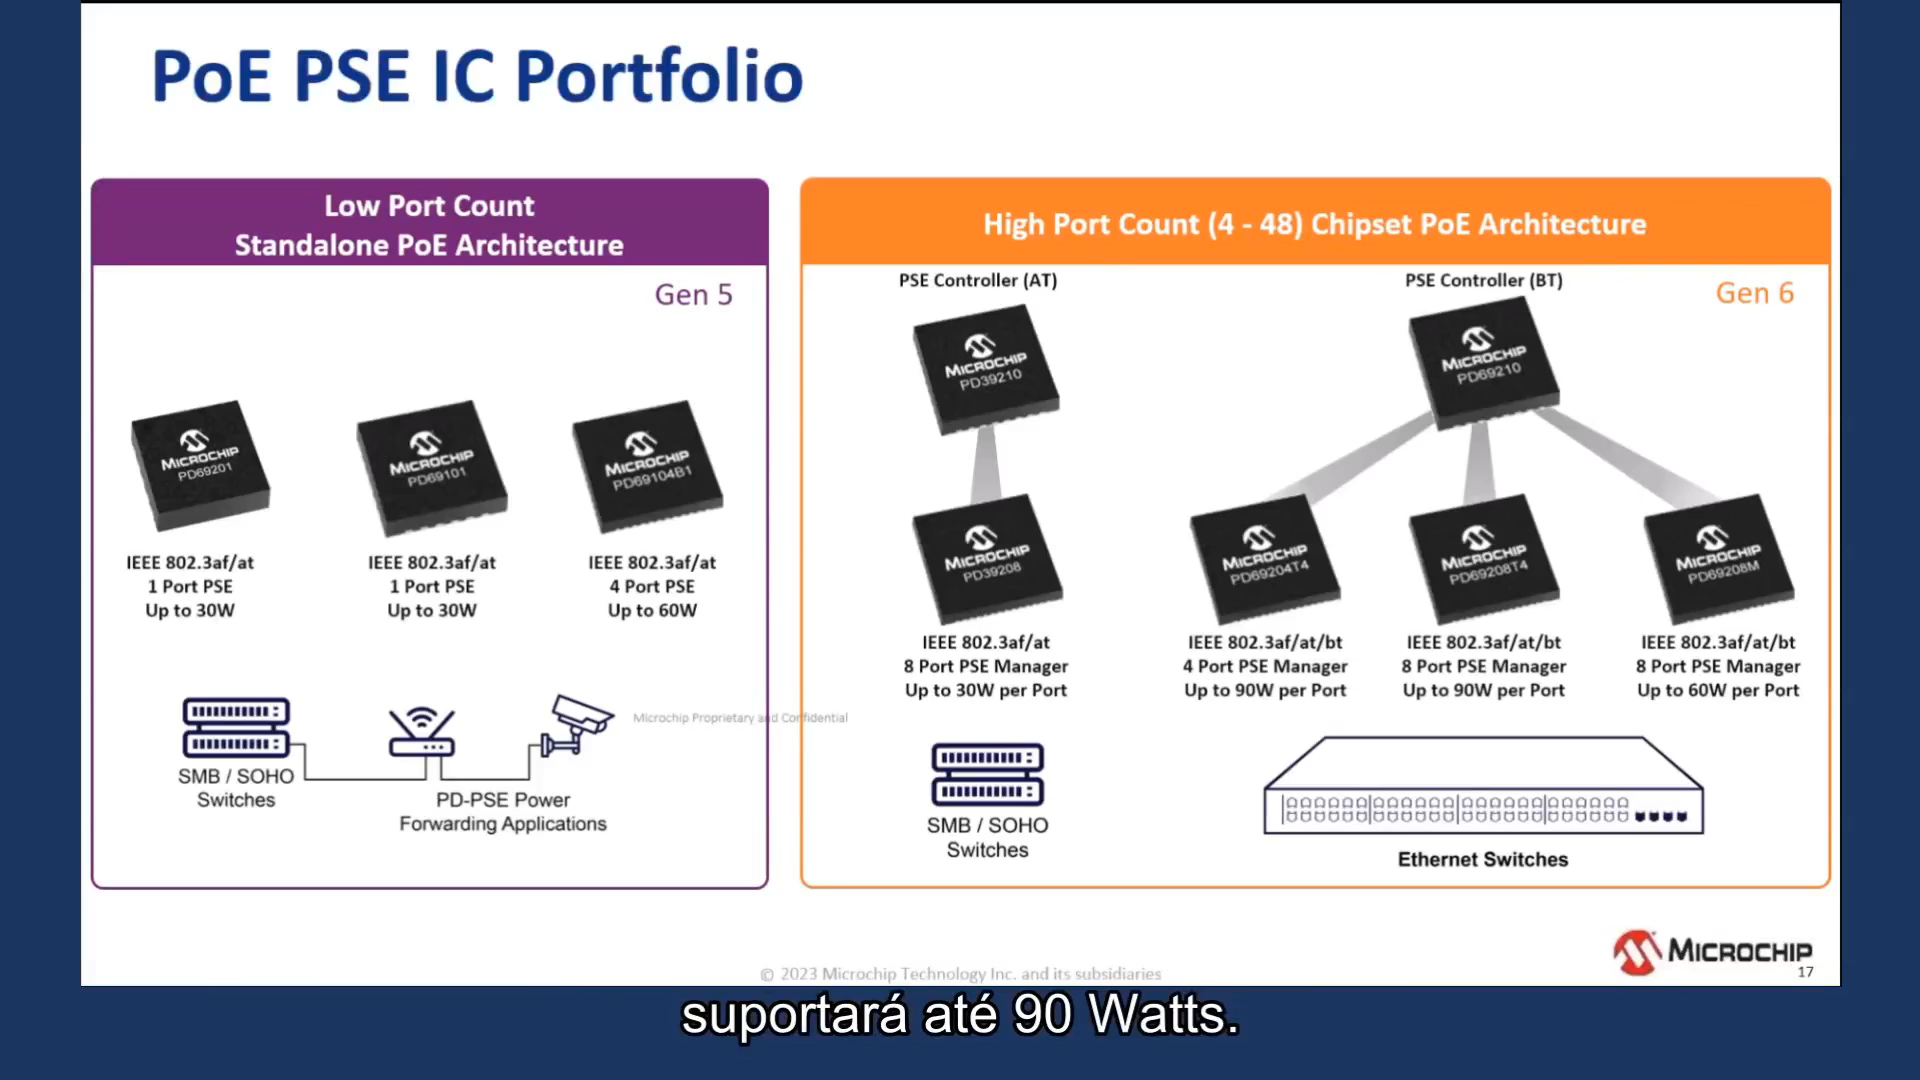 PoE PSE IC Portfolio
Low Port Count
Standalone PoE Architecture
Gen 5
MICROCHIP
PD69201
MICROCHIP
PD69101
MICROCHIP
PD69104B1
IEEE 802.3af/at
1 Port PSE
Up to 30W
IEEE 802.3af/at
1 Port PSE
Up to 30W
IEEE 802.3af/at
4 Port PSE
Up to 60W
SMB / SOHO
Switches
PD-PSE Power
Forwarding Applications
Microchip Proprietary and Confidential
High Port Count (4 - 48) Chipset PoE Architecture
PSE Controller (AT)
PSE Controller (BT)
Gen 6
MICROCHIP
PD39210
MICROCHIP
PD69210
MICROCHIP
PD39208
MICROCHIP
PD69204T4
MICROCHIP
PD69208T4
MICROCHIP
PD69208M
IEEE 802.3af/at
8 Port PSE Manager
Up to 30W per Port
IEEE 802.3af/at/bt
4 Port PSE Manager
Up to 90W per Port
IEEE 802.3af/at/bt
8 Port PSE Manager
Up to 90W per Port
IEEE 802.3af/at/bt
8 Port PSE Manager
Up to 60W per Port
SMB / SOHO
Switches
Ethernet Switches
MICROCHIP
© 2023 Microchip Technology Inc. and its subsidiaries
17
suportará até 90 Watts.